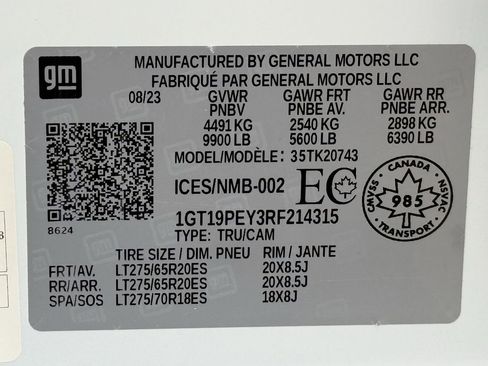 gm
MANUFACTURED BY GENERAL MOTORS LLC
FABRIQUÉ PAR GENERAL MOTORS LLC
08/23 GVWR GAWR FRT GAWR RR
PNBV PNBE AV. PNBE ARR.
4491 KG 2540 KG 2898 KG
9900 LB 5600 LB 6390 LB
MODEL/MODÈLE: 35TK20743
ICES/NMB-002 EC
CANADA
CMVSS 985 NSVAC
TRANSPORT
8624
1GT19PEY3RF214315
TYPE: TRU/CAM
TIRE SIZE / DIM. PNEU RIM / JANTE
FRT/AV. LT275/65R20ES 20X8.5J
RR/ARR. LT275/65R20ES 20X8.5J
SPA/SOS LT275/70R18ES 18X8J